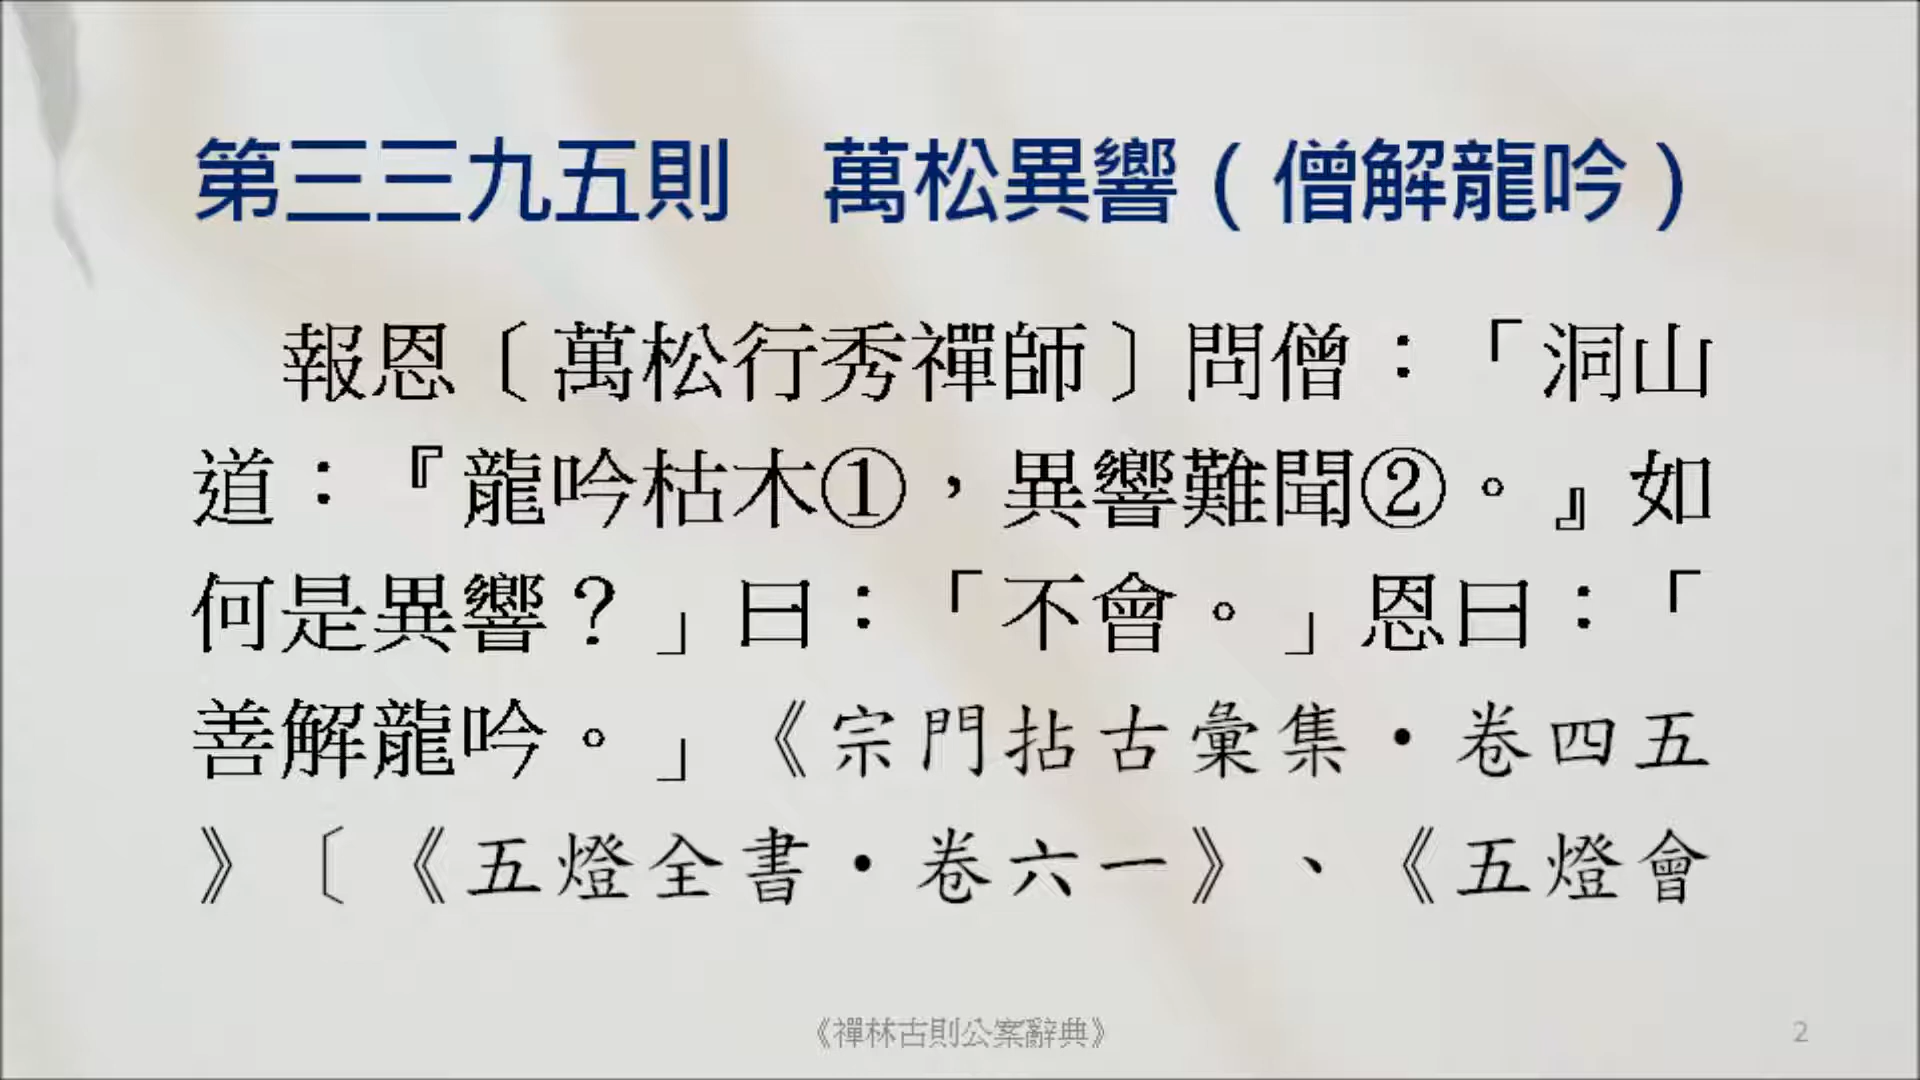 第三三九五則　萬松異響（僧解龍吟）
報恩〔萬松行秀禪師〕問僧：「洞山
道：『龍吟枯木①，異響難聞②。』如
何是異響？」曰：「不會。」恩曰：「
善解龍吟。」《宗門拈古彙集・卷四五
》〔《五燈全書・卷六一》、《五燈會
《禪林古則公案辭典》
2